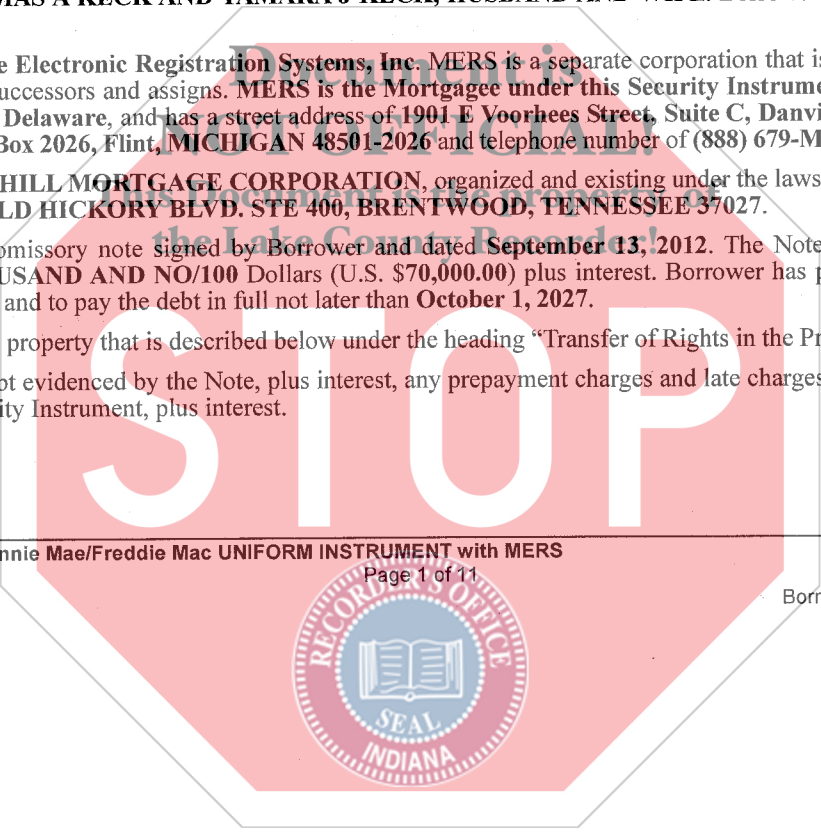 MAS A KECK AND TAMARA J KECK, HUSBAND AND WIFE.
e Electronic Registration Systems, Inc. MERS is a separate corporation that is
uccessors and assigns. MERS is the Mortgagee under this Security Instrume
Delaware, and has a street address of 1901 E Voorhees Street, Suite C, Danvi
Box 2026, Flint, MICHIGAN 48501-2026 and telephone number of (888) 679-M
HILL MORTGAGE CORPORATION, organized and existing under the laws
LD HICKORY BLVD. STE 400, BRENTWOOD, TENNESSEE 37027.
omissory note signed by Borrower and dated September 13, 2012. The Note
USAND AND NO/100 Dollars (U.S. $70,000.00) plus interest. Borrower has p
and to pay the debt in full not later than October 1, 2027.
property that is described below under the heading “Transfer of Rights in the Pr
bt evidenced by the Note, plus interest, any prepayment charges and late charges
ity Instrument, plus interest.
nnie Mae/Freddie Mac UNIFORM INSTRUMENT with MERS
Page 1 of 11
Borr
Document is
NOT OFFICIAL!
This Document is the property of
the Lake County Recorder!
STOP
RECORDER'S OFFICE
SEAL
INDIANA